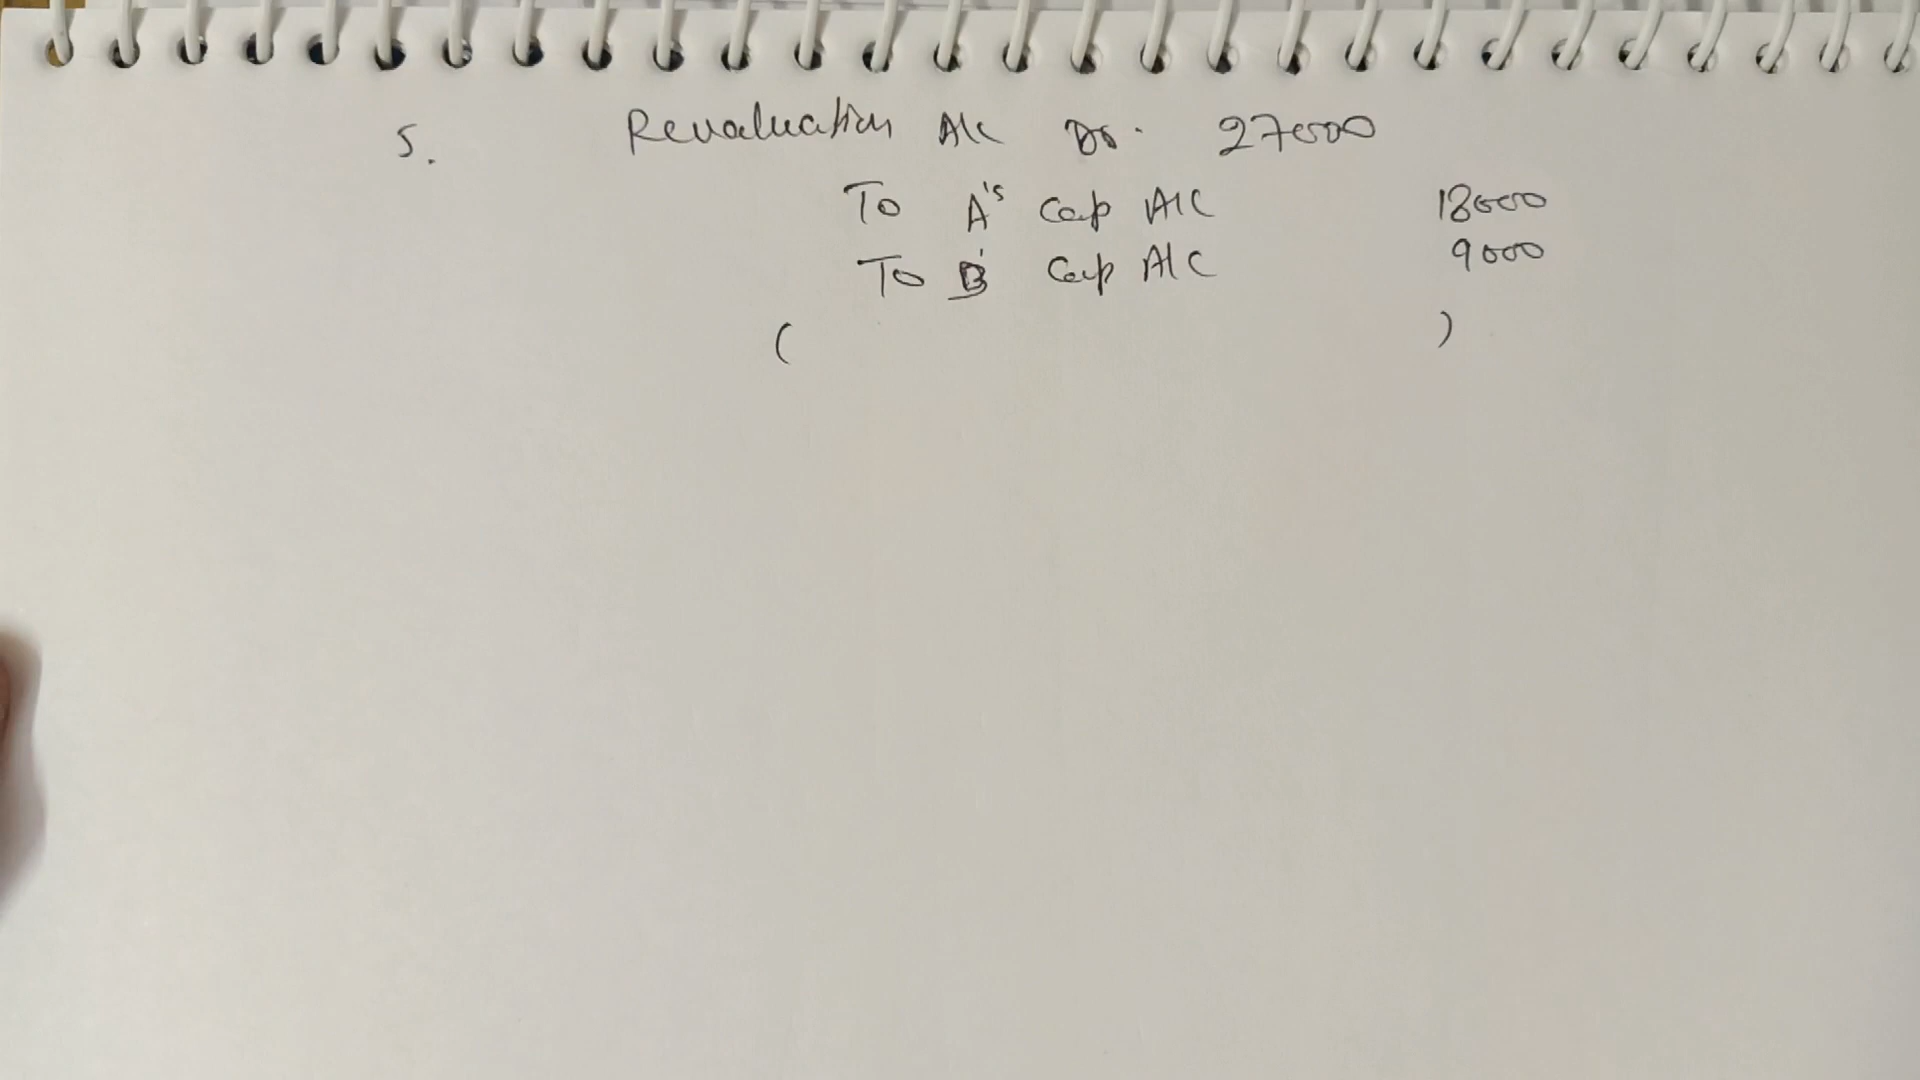 5. Revaluation A/c Dr. 27000
To A's Cap A/C 18000
To B' Cap A/C 9000
( )